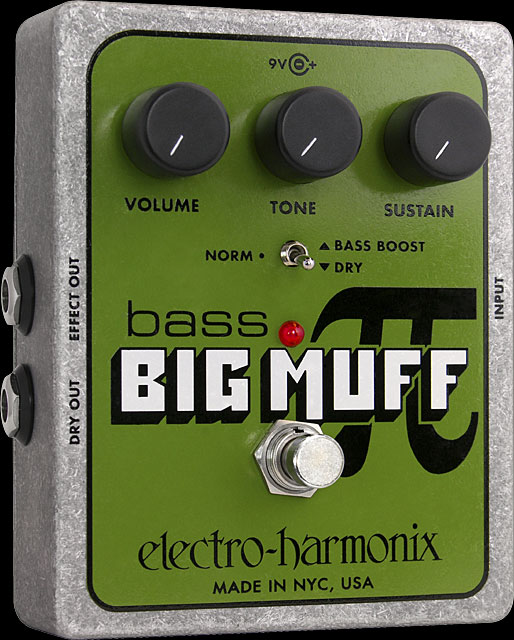 9V +
VOLUME
TONE
SUSTAIN
NORM •
▲ BASS BOOST
▼ DRY
EFFECT OUT
DRY OUT
INPUT
bass
BIG MUFF
π
electro-harmonix
MADE IN NYC, USA